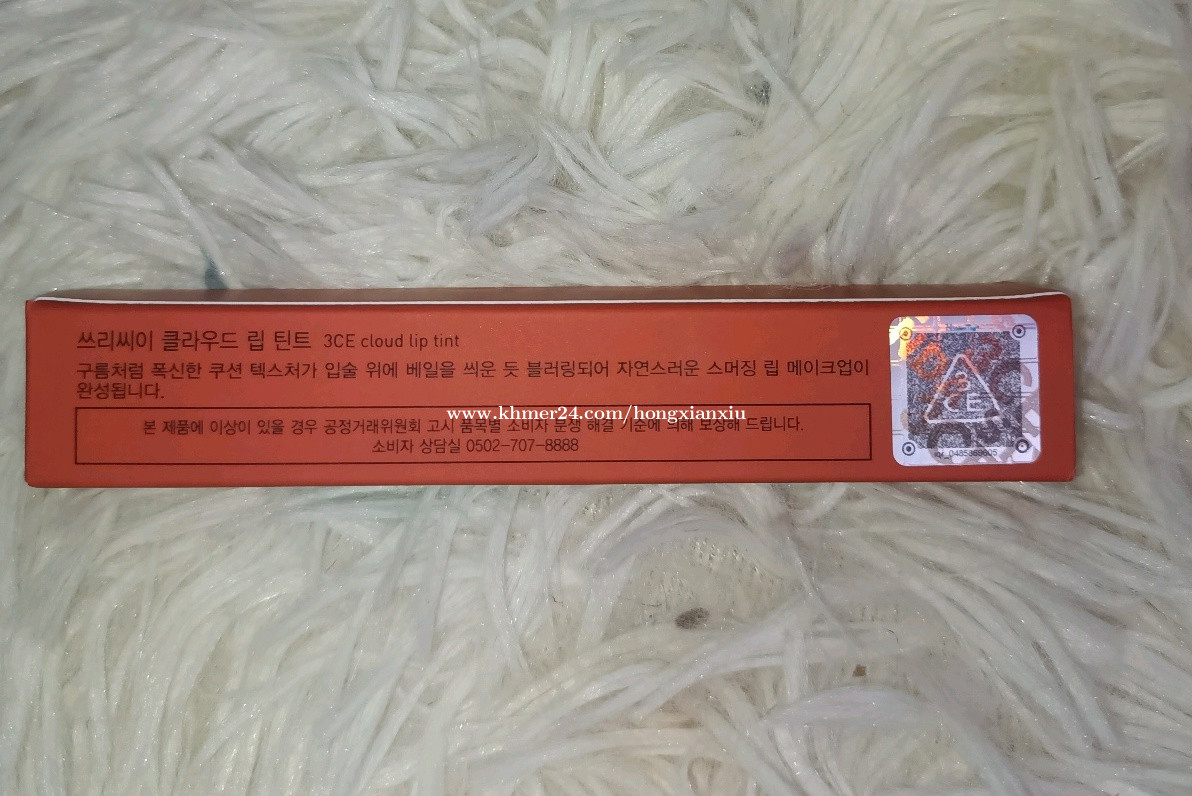 쓰리씨이 클라우드 립 틴트 3CE cloud lip tint
구름처럼 폭신한 쿠션 텍스처가 입술 위에 베일을 씌운 듯 블러링되어 자연스러운 스머징 립 메이크업이
완성됩니다.
www.khmer24.com/hongxianxiu
본 제품에 이상이 있을 경우 공정거래위원회 고시 품목별 소비자 분쟁 해결 기준에 의해 보상해 드립니다.
소비자 상담실 0502-707-8888
3
CE